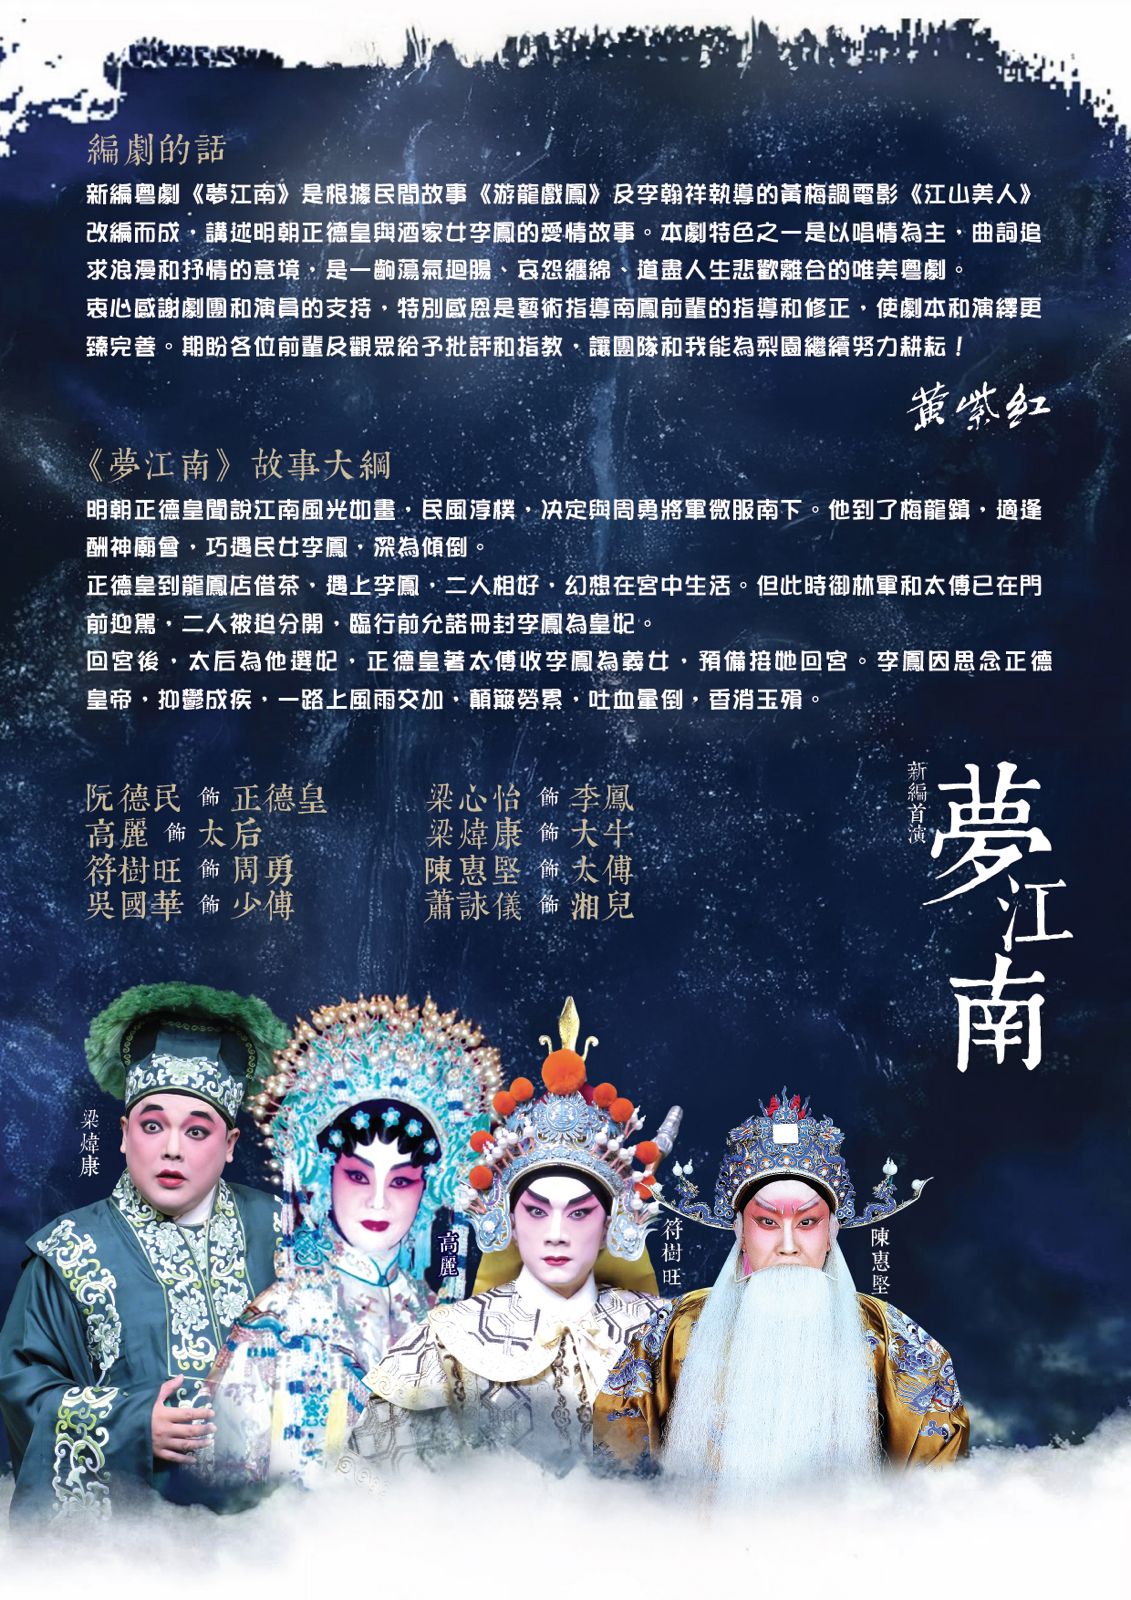 編劇的話
新編粵劇《夢江南》是根據民間故事《游龍戲鳳》及李翰祥執導的黃梅調電影《江山美人》
改編而成，講述明朝正德皇與酒家女李鳳的愛情故事。本劇特色之一是以唱情為主，曲詞追
求浪漫和抒情的意境，是一齣蕩氣迴腸、哀怨纏綿、道盡人生悲歡離合的唯美粵劇。
衷心感謝劇團和演員的支持，特別感恩是藝術指導南鳳前輩的指導和修正，使劇本和演繹更
臻完善。期盼各位前輩及觀眾給予批評和指教，讓團隊和我能為梨園繼續努力耕耘！
黃紫紅
《夢江南》故事大綱
明朝正德皇聞說江南風光如畫，民風淳樸，決定與周勇將軍微服南下。他到了梅龍鎮，適逢
酬神廟會，巧遇民女李鳳，深為傾倒。
正德皇到龍鳳店借茶，遇上李鳳，二人相好，幻想在宮中生活。但此時御林軍和太傅已在門
前迎駕，二人被迫分開，臨行前允諾冊封李鳳為皇妃。
回宮後，太后為他選妃，正德皇著太傅收李鳳為義女，預備接她回宮。李鳳因思念正德
皇帝，抑鬱成疾，一路上風雨交加，顛簸勞累，吐血暈倒，香消玉殞。
阮德民 飾 正德皇
高麗 飾 太后
符樹旺 飾 周勇
吳國華 飾 少傅
梁心怡 飾 李鳳
梁煒康 飾 大牛
陳惠堅 飾 太傅
蕭詠儀 飾 湘兒
新編首演
夢江南
梁煒康
高麗
符樹旺
陳惠堅